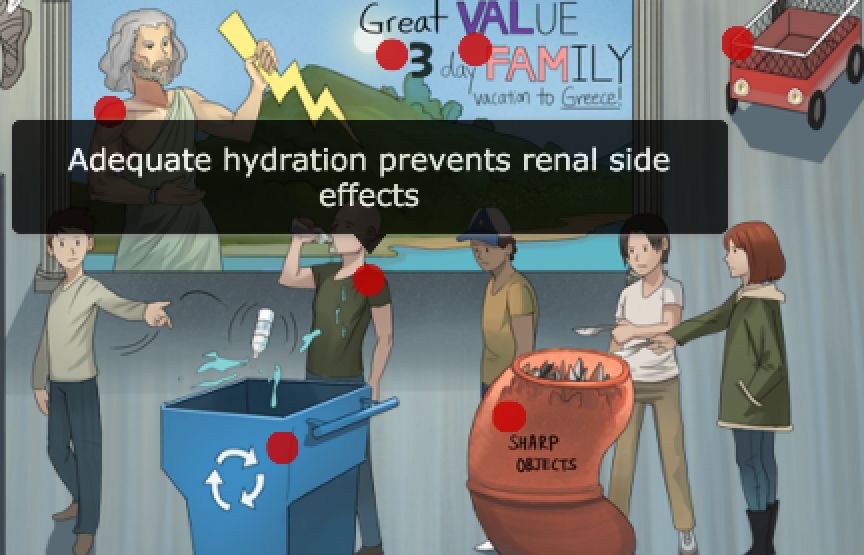 Great VALUE
3 day FAMILY
vacation to Greece!
Adequate hydration prevents renal side
effects
SHARP
OBJECTS